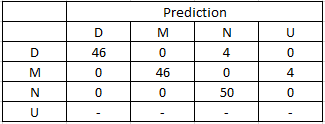 Prediction
D M N U
D 46 0 4 0
M 0 46 0 4
N 0 0 50 0
U - - - -